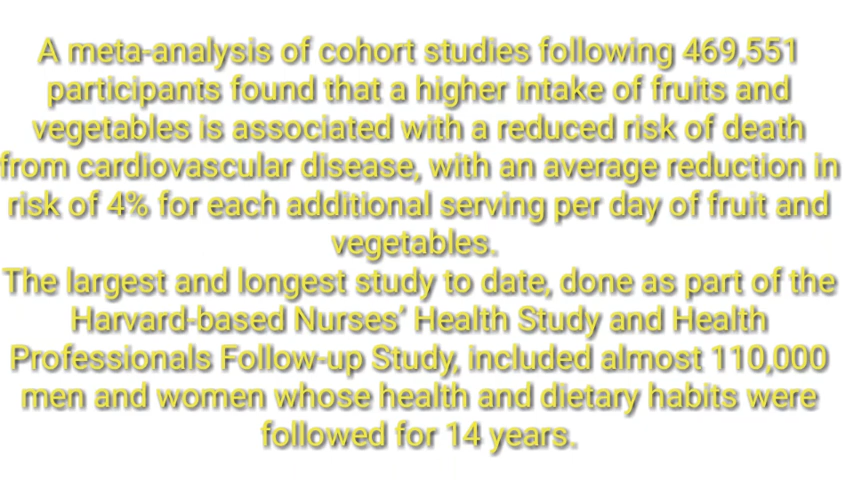 A meta-analysis of cohort studies following 469,551
participants found that a higher intake of fruits and
vegetables is associated with a reduced risk of death
from cardiovascular disease, with an average reduction in
risk of 4% for each additional serving per day of fruit and
vegetables.
The largest and longest study to date, done as part of the
Harvard-based Nurses’ Health Study and Health
Professionals Follow-up Study, included almost 110,000
men and women whose health and dietary habits were
followed for 14 years.